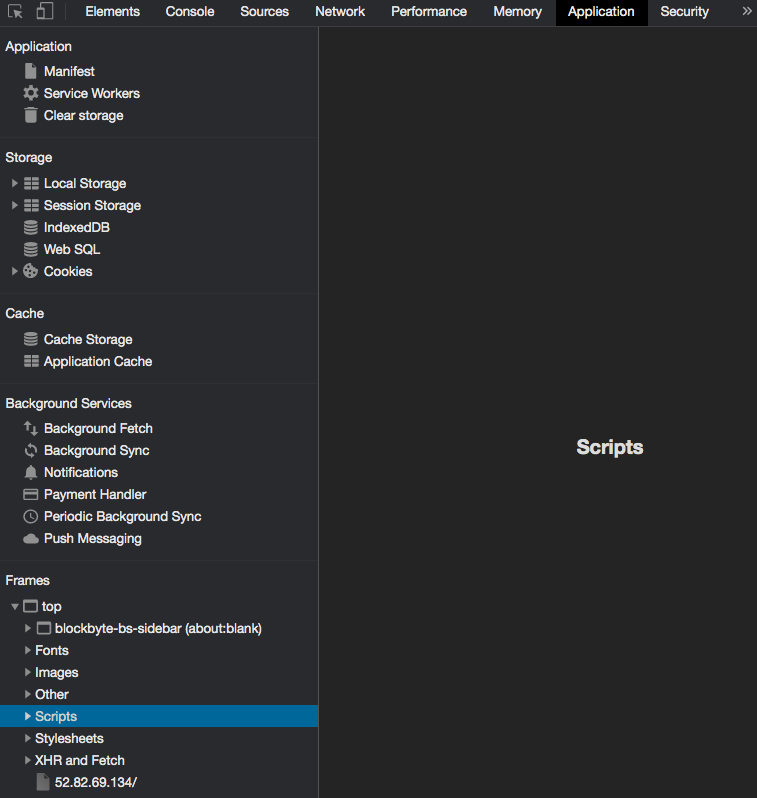 Elements Console Sources Network Performance Memory Application Security »
Application
Manifest
Service Workers
Clear storage
Storage
Local Storage
Session Storage
IndexedDB
Web SQL
Cookies
Cache
Cache Storage
Application Cache
Background Services
Background Fetch
Background Sync
Notifications
Payment Handler
Periodic Background Sync
Push Messaging
Frames
top
blockbyte-bs-sidebar (about:blank)
Fonts
Images
Other
Scripts
Stylesheets
XHR and Fetch
52.82.69.134/
Scripts